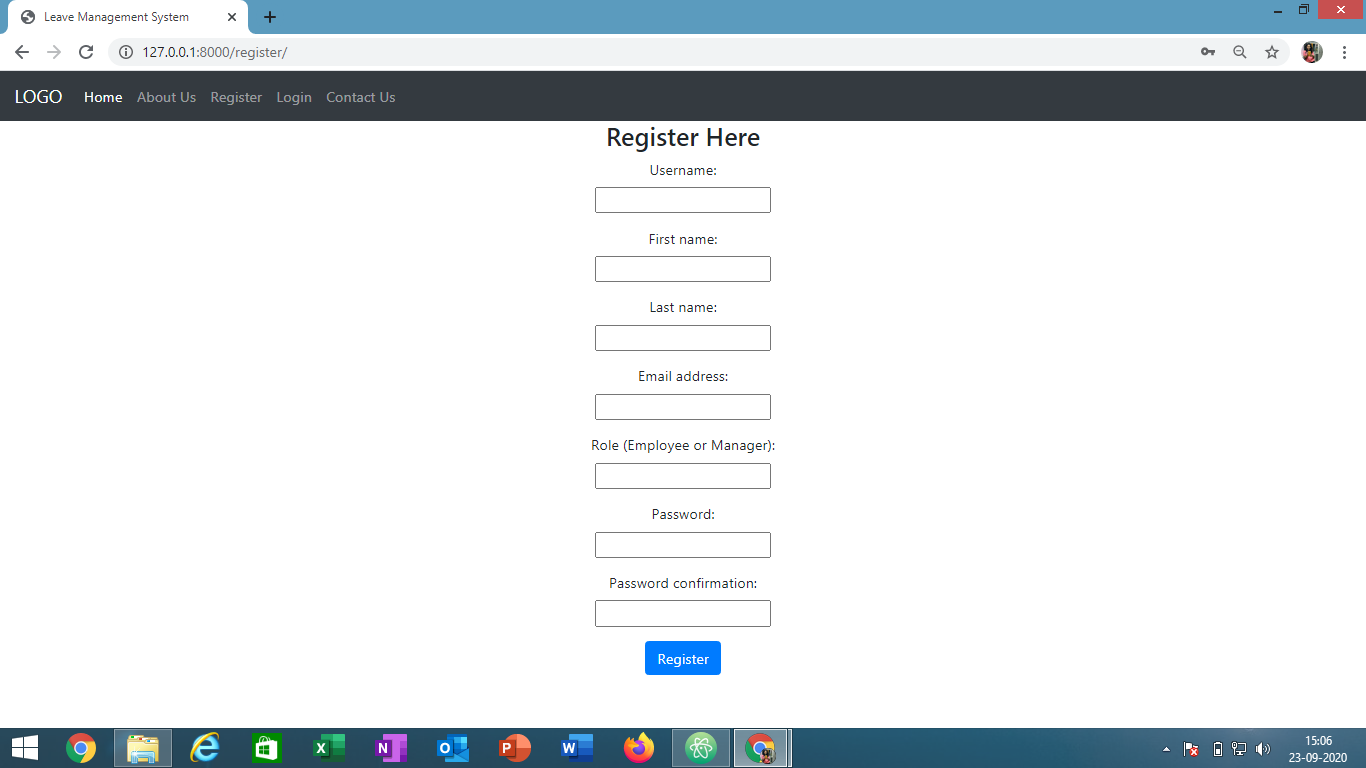 Leave Management System
127.0.0.1:8000/register/
LOGO Home About Us Register Login Contact Us
Register Here
Username:
First name:
Last name:
Email address:
Role (Employee or Manager):
Password:
Password confirmation:
Register
15:06
23-09-2020